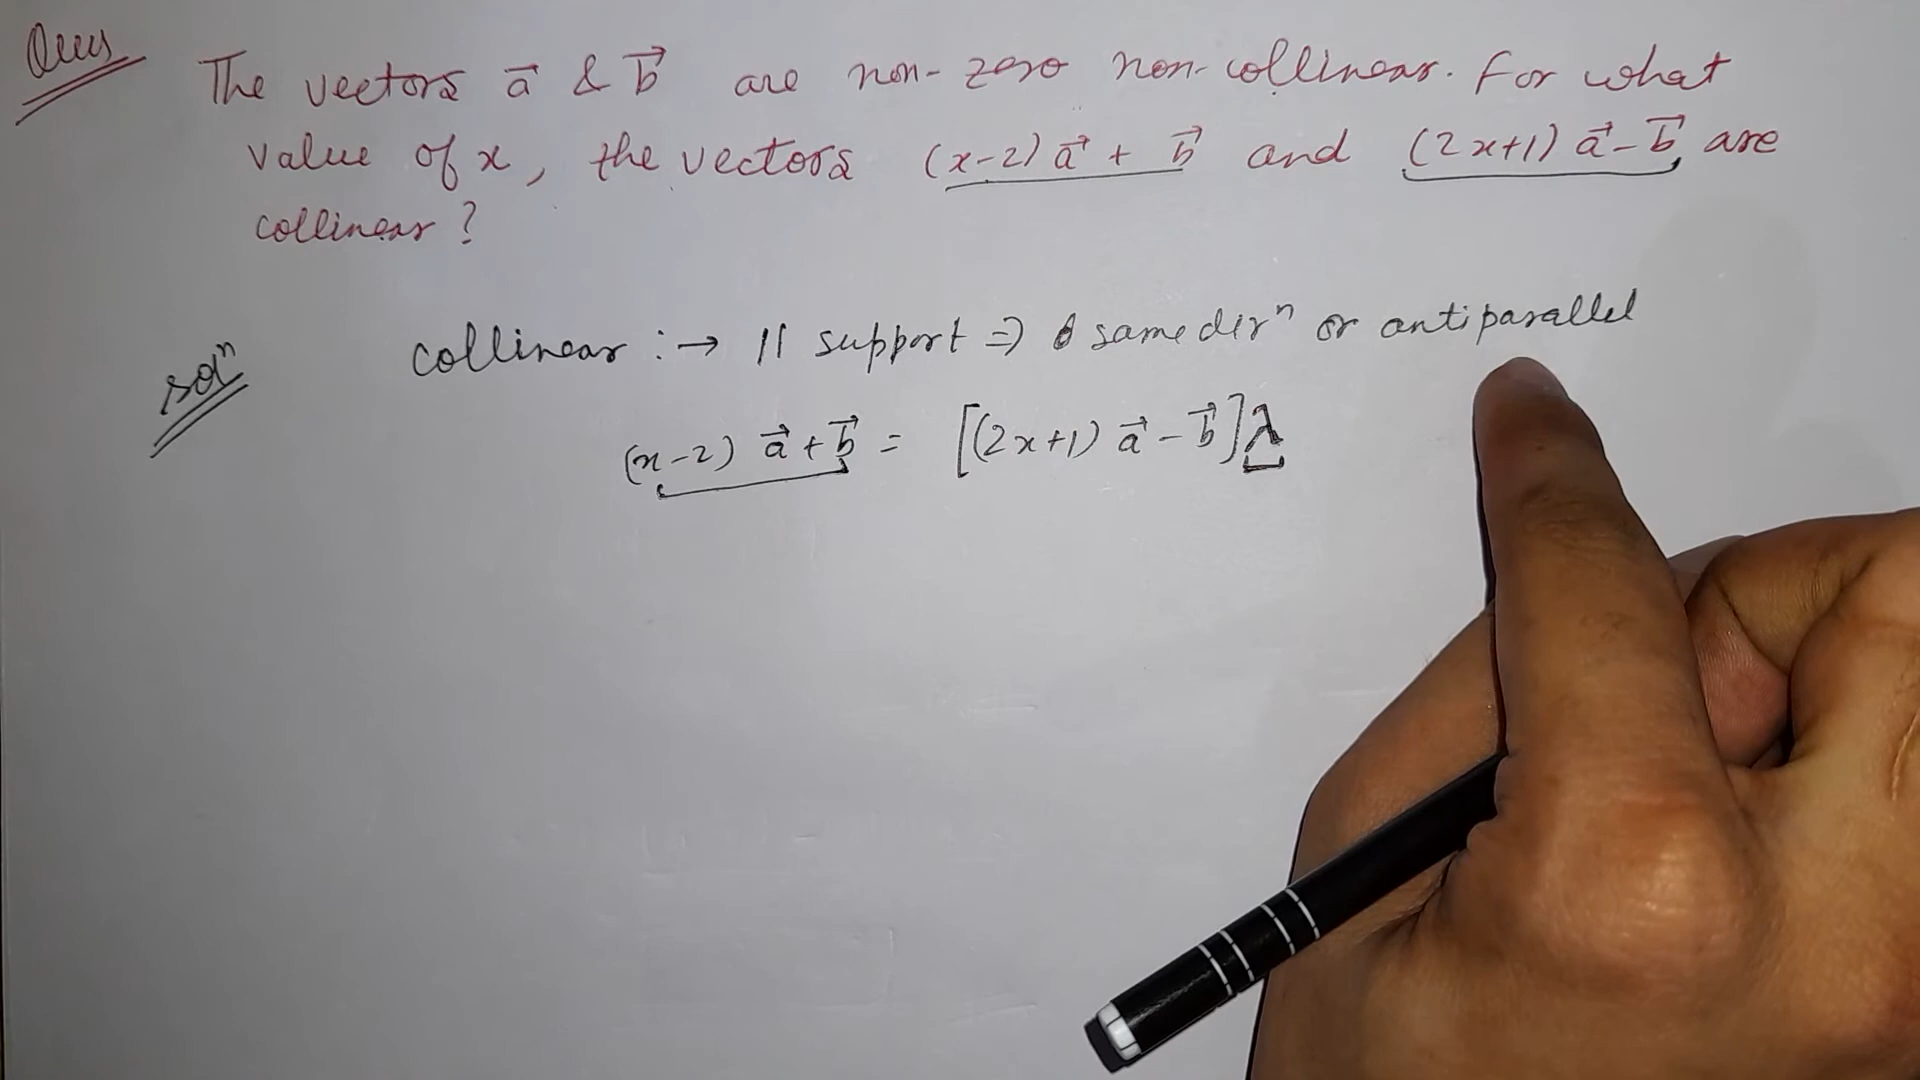 Ques
The vectors a⃗ & b⃗ are non-zero non-collinear. For what
value of x, the vectors (x-2) a⃗ + b⃗ and (2x+1) a⃗ - b⃗ are
collinear?
Solⁿ
collinear :→ || support ⇒ same dirⁿ or antiparallel
(x-2) a⃗ + b⃗ = [(2x+1) a⃗ - b⃗] λ